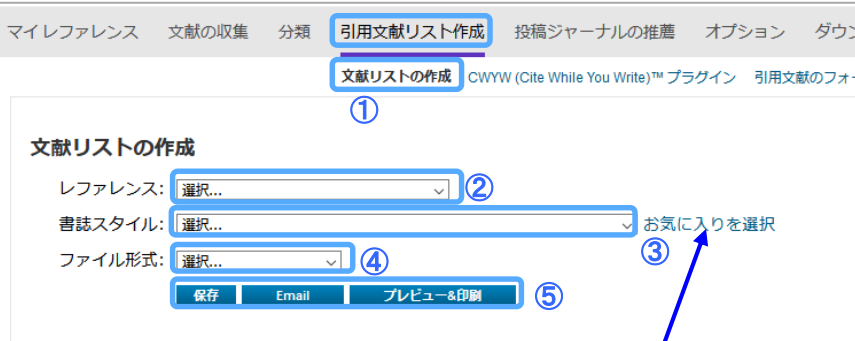 マイレファレンス 文献の収集 分類 引用文献リスト作成 投稿ジャーナルの推薦 オプション ダウン
文献リストの作成 CWYW (Cite While You Write)™ プラグイン 引用文献のフォー
①
文献リストの作成
レファレンス: 選択... ②
書誌スタイル: 選択... お気に入りを選択
③
ファイル形式: 選択... ④
保存 Email プレビュー&印刷 ⑤